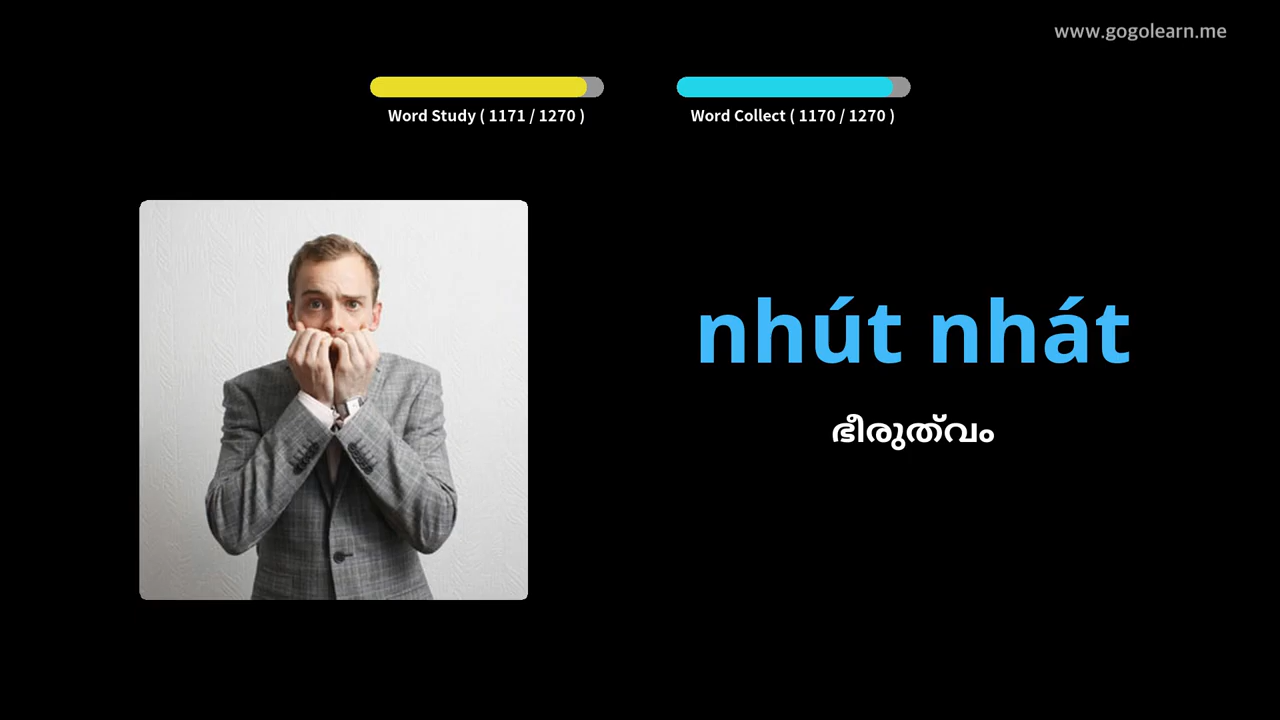 www.gogolearn.me
Word Study ( 1171 / 1270 )
Word Collect ( 1170 / 1270 )
nhút nhát
ഭീരുത്വം